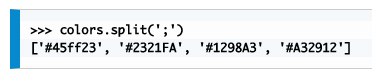 >>> colors.split(';')
['#45ff23', '#2321FA', '#1298A3', '#A32912']